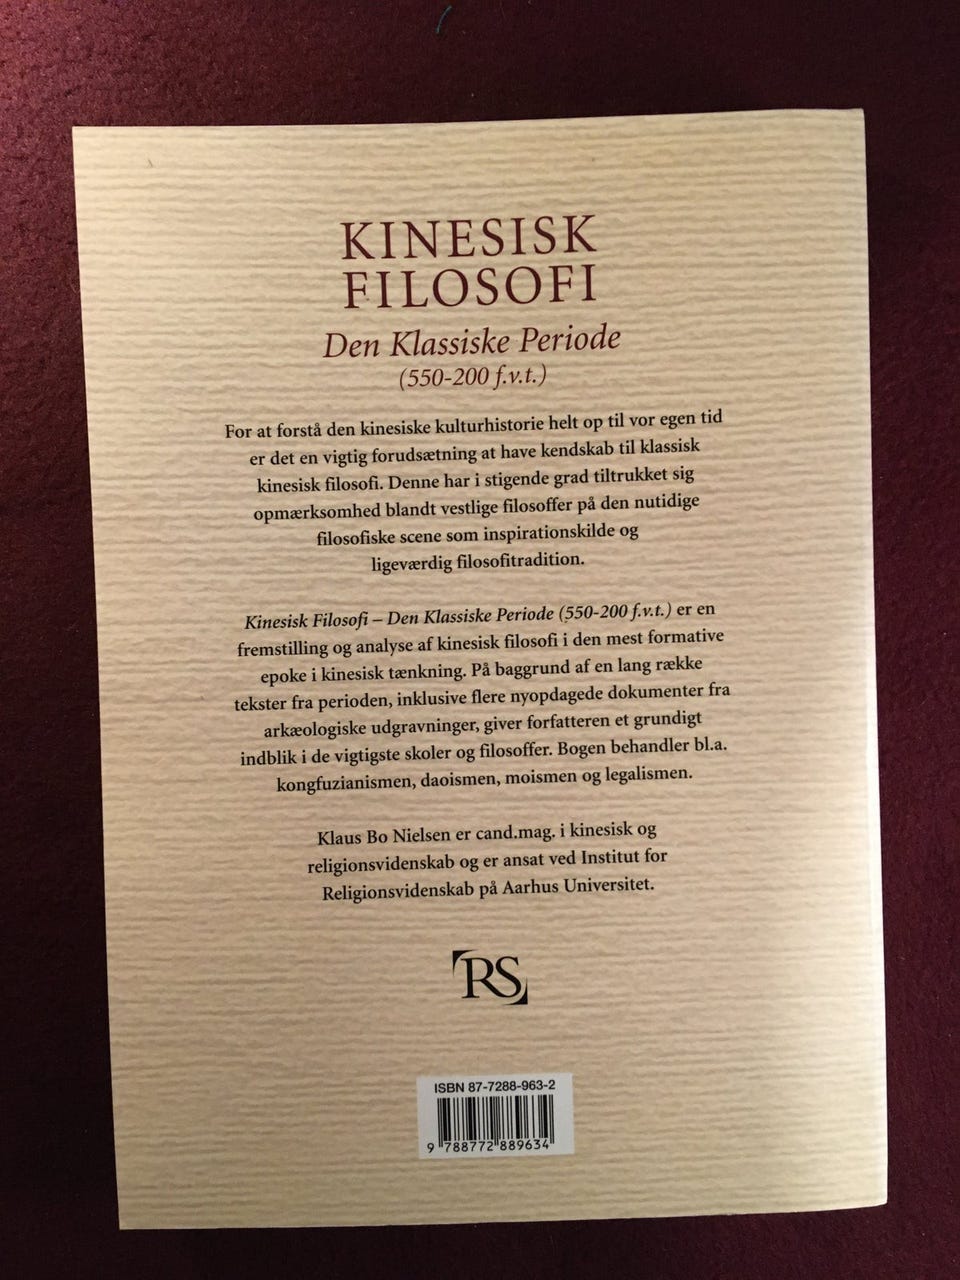 KINESISK
FILOSOFI
Den Klassiske Periode
(550-200 f.v.t.)
For at forstå den kinesiske kulturhistorie helt op til vor egen tid
er det en vigtig forudsætning at have kendskab til klassisk
kinesisk filosofi. Denne har i stigende grad tiltrukket sig
opmærksomhed blandt vestlige filosoffer på den nutidige
filosofiske scene som inspirationskilde og
ligeværdig filosofitradition.
Kinesisk Filosofi – Den Klassiske Periode (550-200 f.v.t.) er en
fremstilling og analyse af kinesisk filosofi i den mest formative
epoke i kinesisk tænkning. På baggrund af en lang række
tekster fra perioden, inklusive flere nyopdagede dokumenter fra
arkæologiske udgravninger, giver forfatteren et grundigt
indblik i de vigtigste skoler og filosoffer. Bogen behandler bl.a.
kongfuzianismen, daoismen, moismen og legalismen.
Klaus Bo Nielsen er cand.mag. i kinesisk og
religionsvidenskab og er ansat ved Institut for
Religionsvidenskab på Aarhus Universitet.
RS
ISBN 87-7288-963-2
9 788772 889634